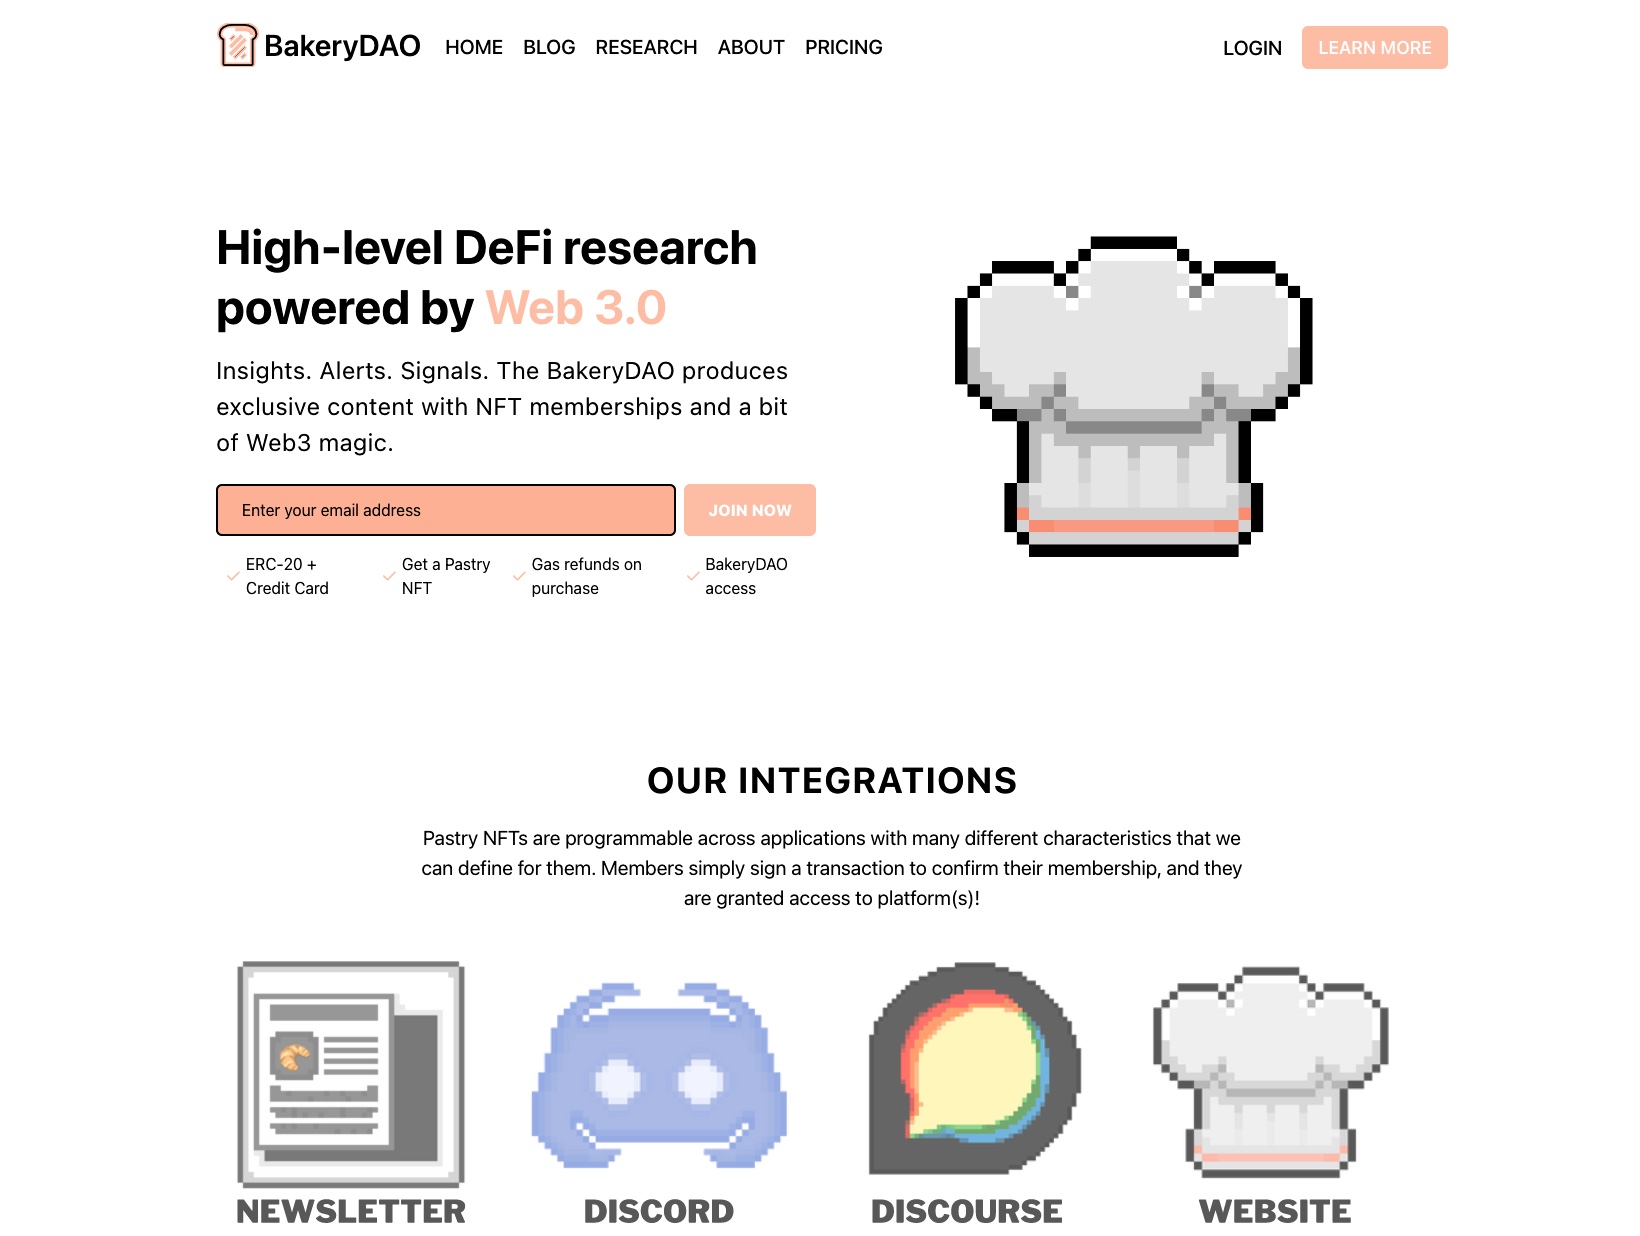 BakeryDAO HOME BLOG RESEARCH ABOUT PRICING LOGIN LEARN MORE
High-level DeFi research
powered by Web 3.0
Insights. Alerts. Signals. The BakeryDAO produces
exclusive content with NFT memberships and a bit
of Web3 magic.
Enter your email address JOIN NOW
ERC-20 +
Credit Card
Get a Pastry
NFT
Gas refunds on
purchase
BakeryDAO
access
OUR INTEGRATIONS
Pastry NFTs are programmable across applications with many different characteristics that we
can define for them. Members simply sign a transaction to confirm their membership, and they
are granted access to platform(s)!
NEWSLETTER DISCORD DISCOURSE WEBSITE